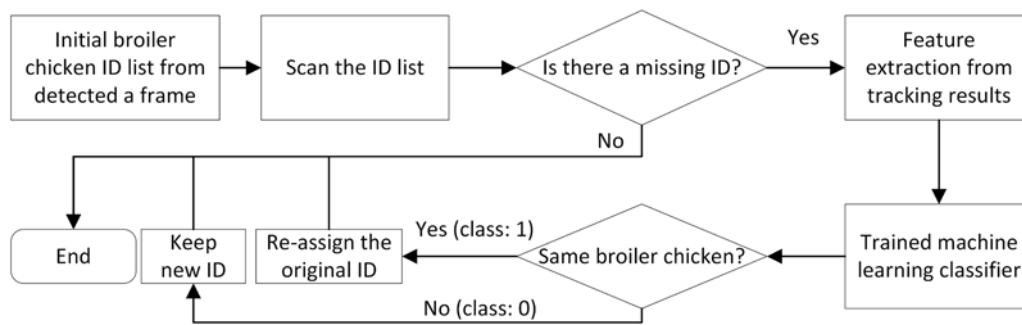 Initial broiler
chicken ID list from
detected a frame
Scan the ID list
Is there a missing ID?
Yes
Feature
extraction from
tracking results
No
End
Keep
new ID
Re-assign the
original ID
Yes (class: 1)
Same broiler chicken?
Trained machine
learning classifier
No (class: 0)